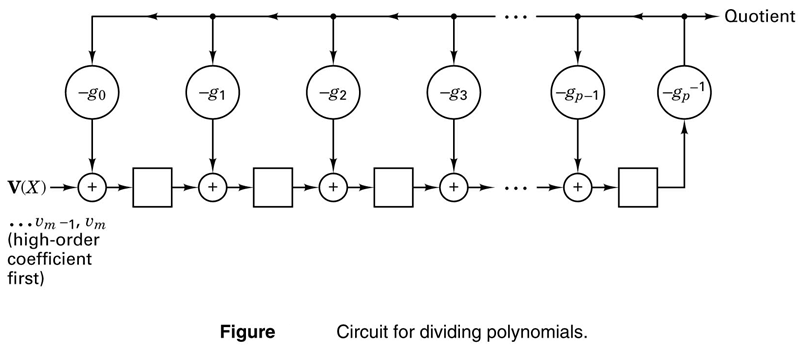 ... Quotient
−g₀ −g₁ −g₂ −g₃ −gₚ₋₁ −gₚ⁻¹
V(X) + + + + ... +
...vₘ₋₁, vₘ
(high-order
coefficient
first)
Figure Circuit for dividing polynomials.